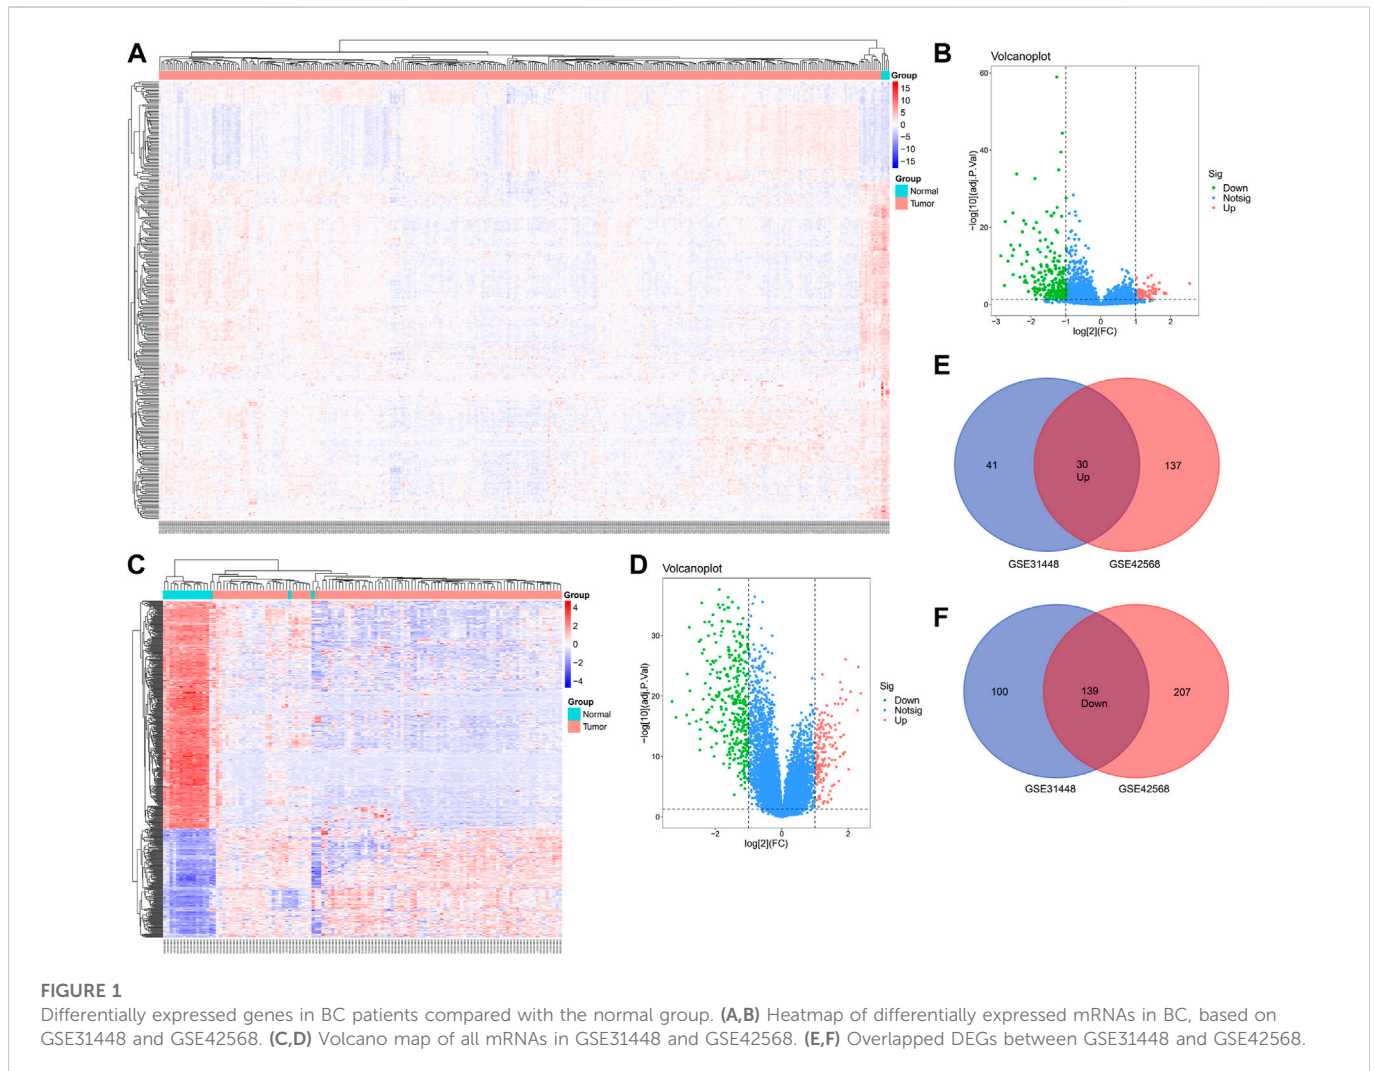 A
Group
15
10
5
0
−5
−10
−15
Group
Normal
Tumor
B
Volcanoplot
60
40
20
0
−log[10](adj.P.Val)
−3
−2
−1
0
1
2
log[2](FC)
Sig
Down
Notsig
Up
E
41
30
Up
137
GSE31448
GSE42568
C
Group
4
2
0
−2
−4
Group
Normal
Tumor
D
Volcanoplot
30
20
10
0
−log[10](adj.P.Val)
−2
0
2
log[2](FC)
Sig
Down
Notsig
Up
F
100
139
Down
207
GSE31448
GSE42568
FIGURE 1
Differentially expressed genes in BC patients compared with the normal group. (A,B) Heatmap of differentially expressed mRNAs in BC, based on
GSE31448 and GSE42568. (C,D) Volcano map of all mRNAs in GSE31448 and GSE42568. (E,F) Overlapped DEGs between GSE31448 and GSE42568.